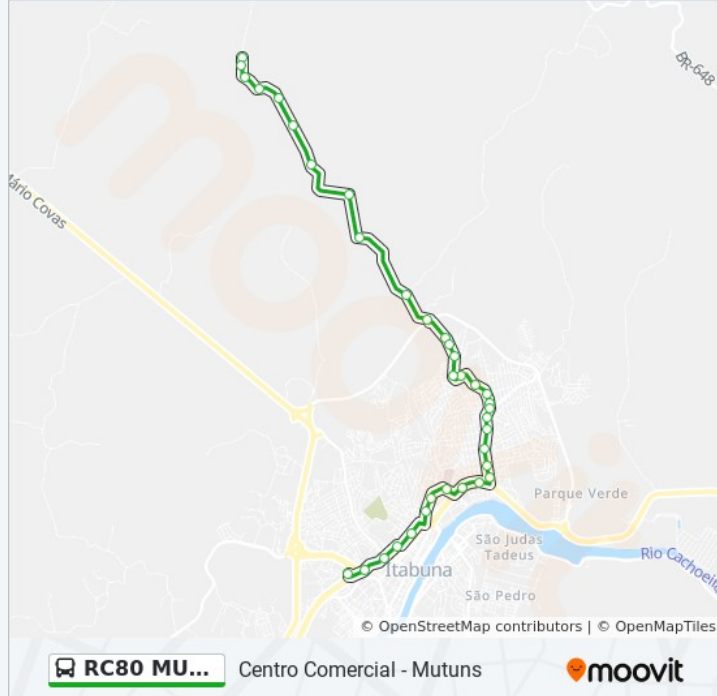 BR-648
Mário Covas
Parque Verde
São Judas
Tadeus
Rio Cachoei
Itabuna
São Pedro
© OpenStreetMap contributors | © OpenMapTiles
RC80 MU... Centro Comercial - Mutuns moovit